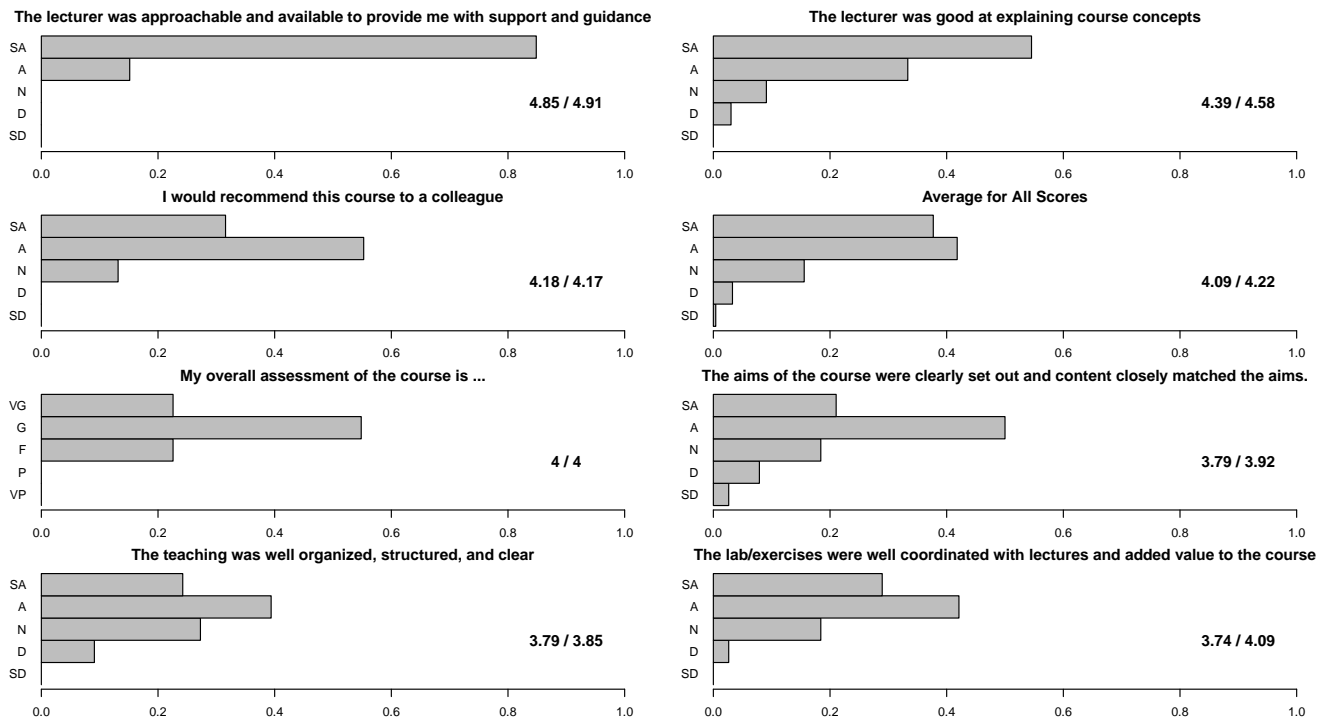 The lecturer was approachable and available to provide me with support and guidance
SA
A
N
D
SD
4.85 / 4.91
0.0 0.2 0.4 0.6 0.8 1.0
The lecturer was good at explaining course concepts
SA
A
N
D
SD
4.39 / 4.58
0.0 0.2 0.4 0.6 0.8 1.0
I would recommend this course to a colleague
SA
A
N
D
SD
4.18 / 4.17
0.0 0.2 0.4 0.6 0.8 1.0
Average for All Scores
SA
A
N
D
SD
4.09 / 4.22
0.0 0.2 0.4 0.6 0.8 1.0
My overall assessment of the course is ...
VG
G
F
P
VP
4 / 4
0.0 0.2 0.4 0.6 0.8 1.0
The aims of the course were clearly set out and content closely matched the aims.
SA
A
N
D
SD
3.79 / 3.92
0.0 0.2 0.4 0.6 0.8 1.0
The teaching was well organized, structured, and clear
SA
A
N
D
SD
3.79 / 3.85
0.0 0.2 0.4 0.6 0.8 1.0
The lab/exercises were well coordinated with lectures and added value to the course
SA
A
N
D
SD
3.74 / 4.09
0.0 0.2 0.4 0.6 0.8 1.0